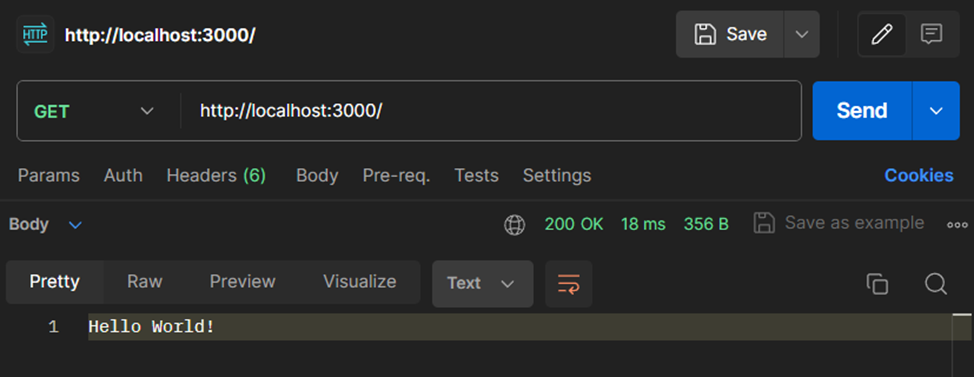 HTTP http://localhost:3000/ Save
GET http://localhost:3000/ Send
Params Auth Headers (6) Body Pre-req. Tests Settings Cookies
Body 200 OK 18 ms 356 B Save as example
Pretty Raw Preview Visualize Text
1 Hello World!